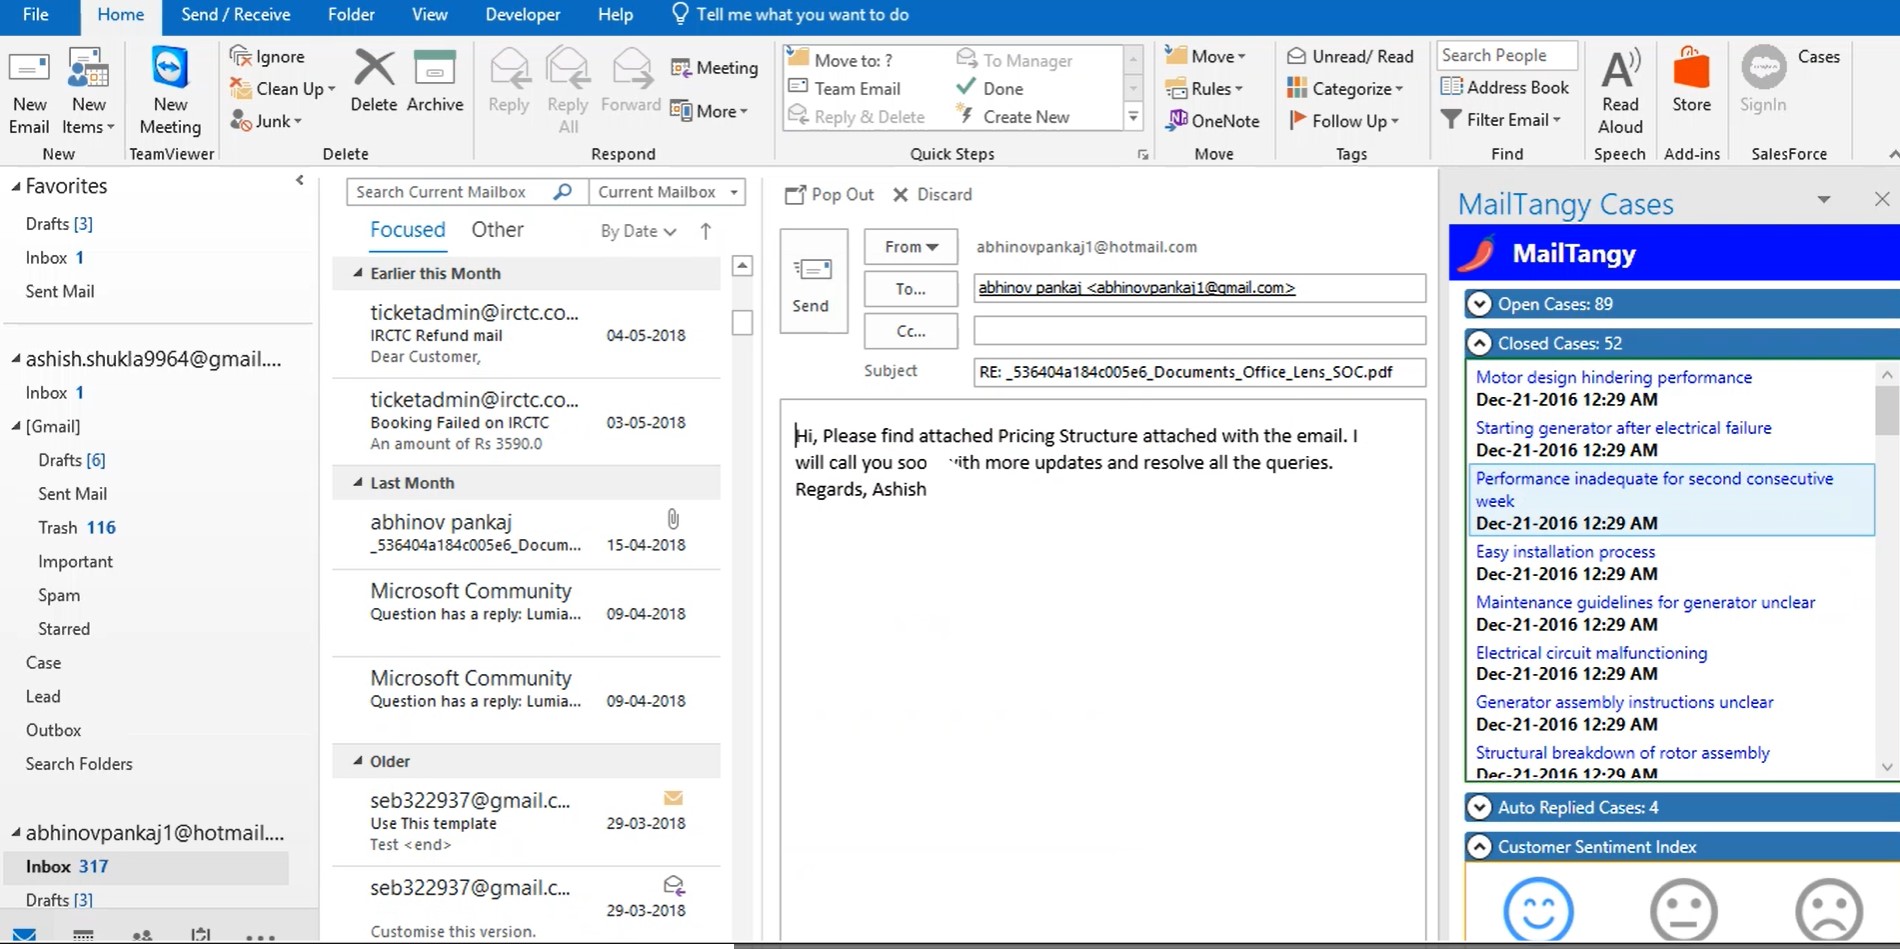 File Home Send / Receive Folder View Developer Help Tell me what you want to do
New Email
New Items
New
New Meeting
TeamViewer
Ignore
Clean Up
Junk
Delete
Archive
Delete
Reply
Reply All
Forward
Meeting
More
Respond
Move to: ?
Team Email
Reply & Delete
To Manager
Done
Create New
Quick Steps
Move
Rules
OneNote
Move
Unread/ Read
Categorize
Follow Up
Tags
Search People
Address Book
Filter Email
Find
Read Aloud
Speech
Store
Add-ins
SignIn
Cases
SalesForce
Favorites
Drafts [3]
Inbox 1
Sent Mail
ashish.shukla9964@gmail....
Inbox 1
[Gmail]
Drafts [6]
Sent Mail
Trash 116
Important
Spam
Starred
Case
Lead
Outbox
Search Folders
abhinovpankaj1@hotmail....
Inbox 317
Drafts [3]
Search Current Mailbox Current Mailbox
Focused Other By Date
Earlier this Month
ticketadmin@irctc.co...
IRCTC Refund mail 04-05-2018
Dear Customer,
ticketadmin@irctc.co...
Booking Failed on IRCTC 03-05-2018
An amount of Rs 3590.0
Last Month
abhinov pankaj
_536404a184c005e6_Docum... 15-04-2018
Microsoft Community
Question has a reply: Lumia... 09-04-2018
Microsoft Community
Question has a reply: Lumia... 09-04-2018
Older
seb322937@gmail.c...
Use This template 29-03-2018
Test <end>
seb322937@gmail.c...
29-03-2018
Customise this version.
Pop Out Discard
Send
From abhinovpankaj1@hotmail.com
To... abhinov pankaj <abhinovpankaj1@gmail.com>
Cc...
Subject RE: _536404a184c005e6_Documents_Office_Lens_SOC.pdf
Hi, Please find attached Pricing Structure attached with the email. I
will call you soo with more updates and resolve all the queries.
Regards, Ashish
MailTangy Cases
MailTangy
Open Cases: 89
Closed Cases: 52
Motor design hindering performance
Dec-21-2016 12:29 AM
Starting generator after electrical failure
Dec-21-2016 12:29 AM
Performance inadequate for second consecutive
week
Dec-21-2016 12:29 AM
Easy installation process
Dec-21-2016 12:29 AM
Maintenance guidelines for generator unclear
Dec-21-2016 12:29 AM
Electrical circuit malfunctioning
Dec-21-2016 12:29 AM
Generator assembly instructions unclear
Dec-21-2016 12:29 AM
Structural breakdown of rotor assembly
Dec-21-2016 12:29 AM
Auto Replied Cases: 4
Customer Sentiment Index